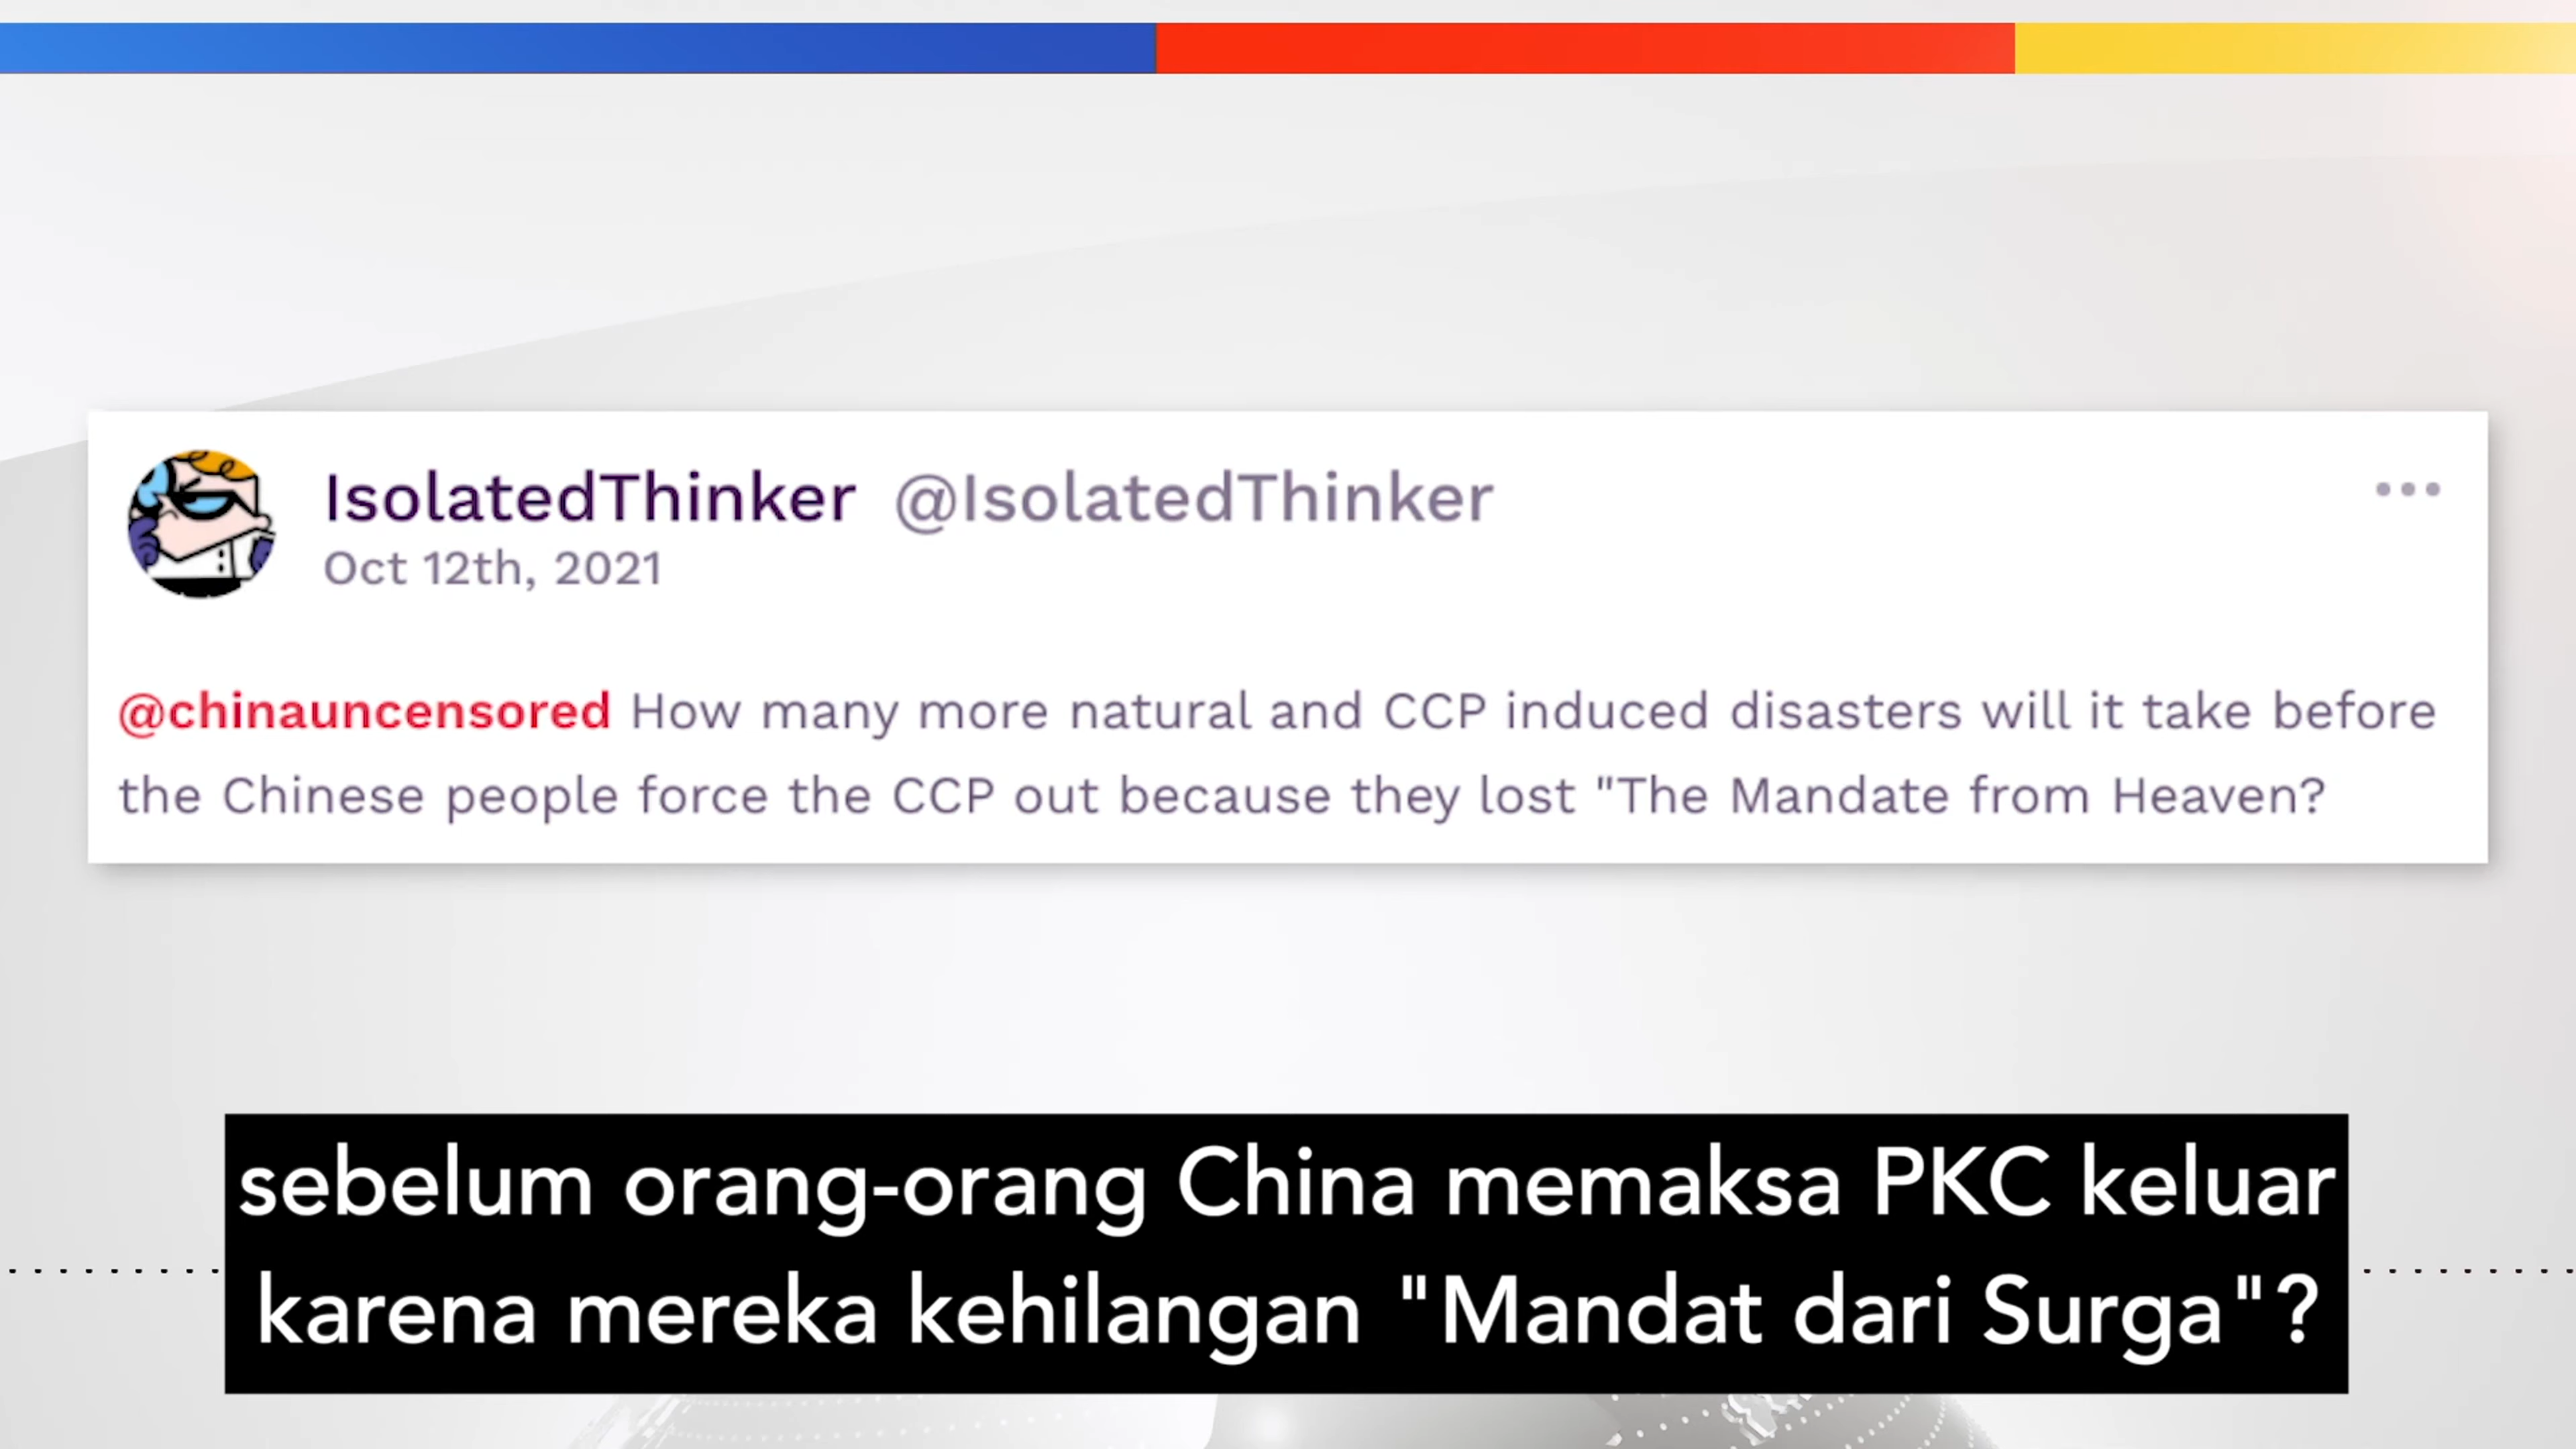 IsolatedThinker @IsolatedThinker
Oct 12th, 2021
@chinauncensored How many more natural and CCP induced disasters will it take before
the Chinese people force the CCP out because they lost "The Mandate from Heaven?
sebelum orang-orang China memaksa PKC keluar
karena mereka kehilangan "Mandat dari Surga"?